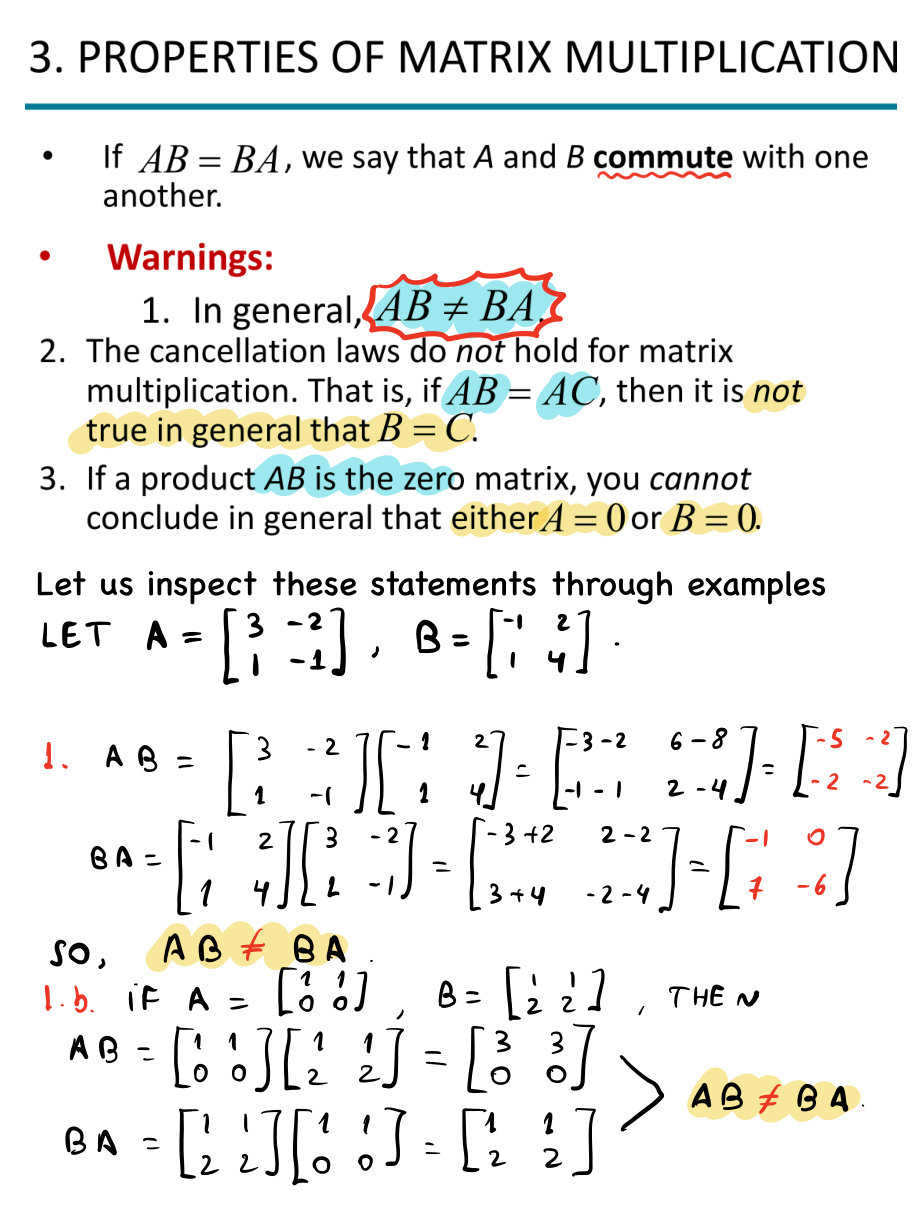 3. PROPERTIES OF MATRIX MULTIPLICATION
• If AB = BA, we say that A and B commute with one
another.
• Warnings:
1. In general, AB ≠ BA.
2. The cancellation laws do not hold for matrix
multiplication. That is, if AB = AC, then it is not
true in general that B = C.
3. If a product AB is the zero matrix, you cannot
conclude in general that either A = 0 or B = 0.
Let us inspect these statements through examples
LET A = [3 -2; 1 -1], B = [-1 2; 1 4].
1. AB = [3 -2; 1 -1][-1 2; 1 4] = [-3-2 6-8; -1-1 2-4] = [-5 -2; -2 -2]
BA = [-1 2; 1 4][3 -2; 1 -1] = [-3+2 2-2; 3+4 -2-4] = [-1 0; 7 -6]
SO, AB ≠ BA.
1.b. iF A = [1 1; 0 0], B = [1 1; 2 2], THEN
AB = [1 1; 0 0][1 1; 2 2] = [3 3; 0 0]
AB ≠ BA.
BA = [1 1; 2 2][1 1; 0 0] = [1 1; 2 2]